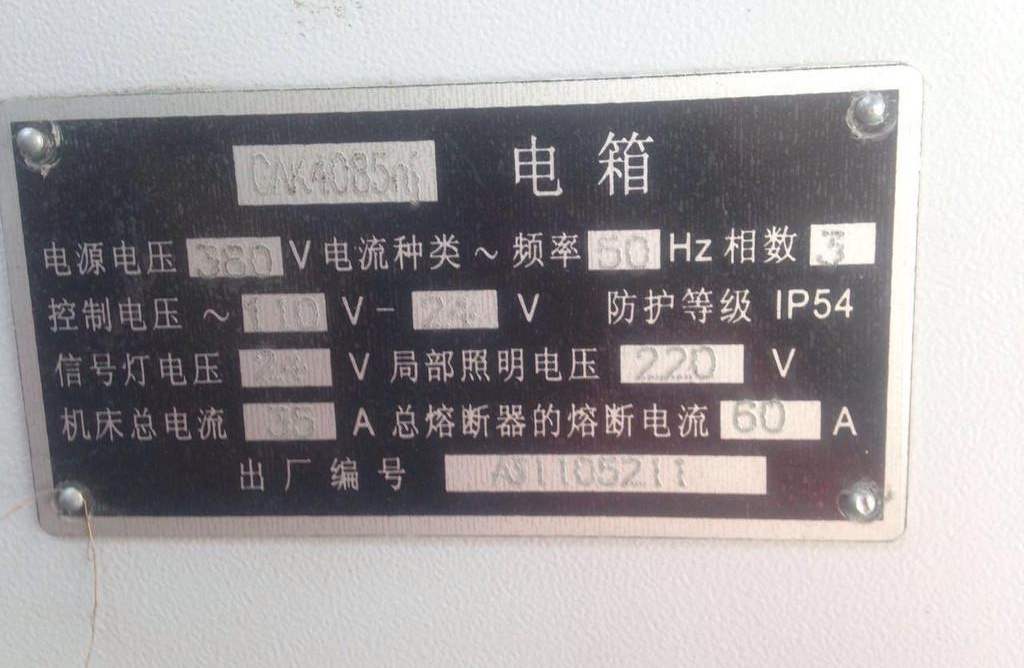 CAK4085nj 电箱
电源电压 380 V 电流种类 ~ 频率 50 Hz 相数 3
控制电压 ~ 110 V - 24 V 防护等级 IP54
信号灯电压 24 V 局部照明电压 220 V
机床总电流 35 A 总熔断器的熔断电流 60 A
出厂编号 AS1105211